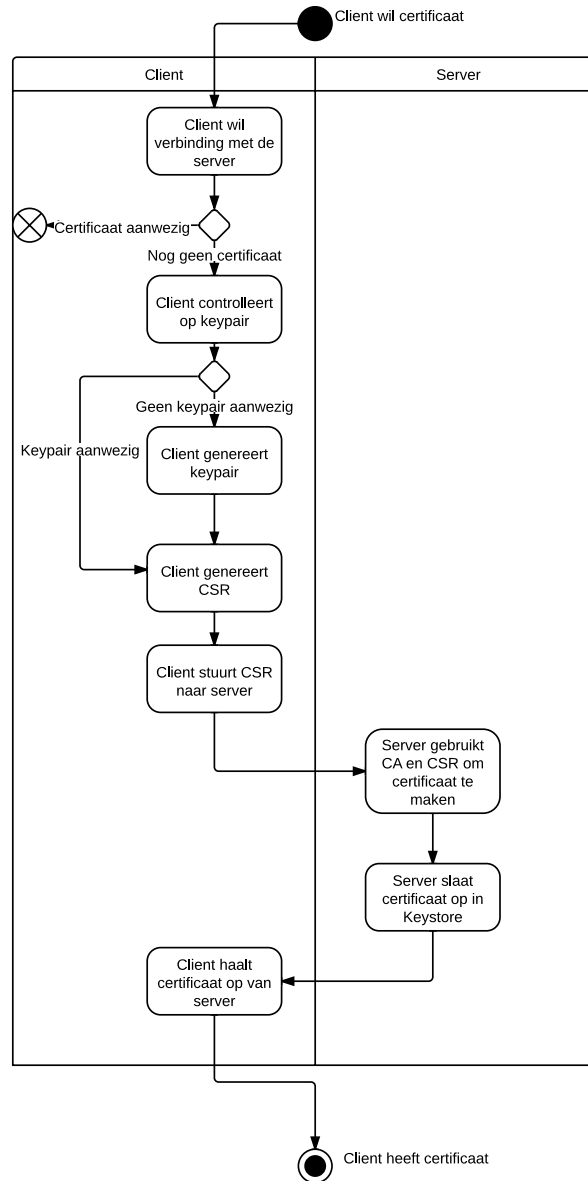 Client wil certificaat
Client
Server
Client wil
verbinding met de
server
Certificaat aanwezig
Nog geen certificaat
Client controlleert
op keypair
Geen keypair aanwezig
Keypair aanwezig
Client genereert
keypair
Client genereert
CSR
Client stuurt CSR
naar server
Server gebruikt
CA en CSR om
certificaat te
maken
Server slaat
certificaat op in
Keystore
Client haalt
certificaat op van
server
Client heeft certificaat